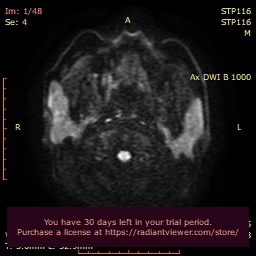 Im: 1/48
Se: 4
A
STP116
STP116
M
Ax DWI B 1000
R
L
You have 30 days left in your trial period.
Purchase a license at https://radiantviewer.com/store/